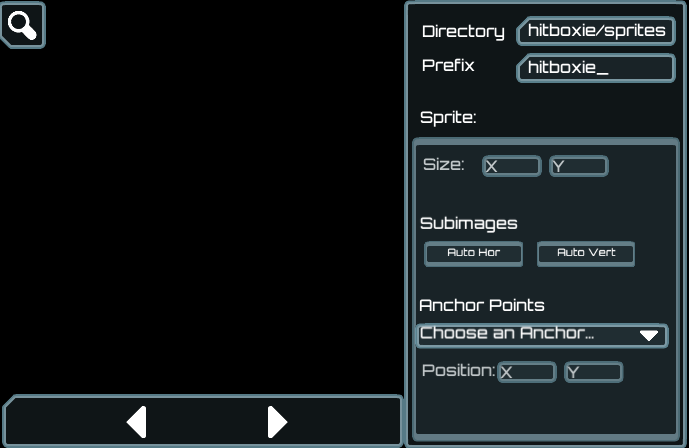 Directory hitboxie/sprites
Prefix hitboxie_
Sprite:
Size: X Y
Subimages
Auto Hor Auto Vert
Anchor Points
Choose an Anchor...
Position: X Y